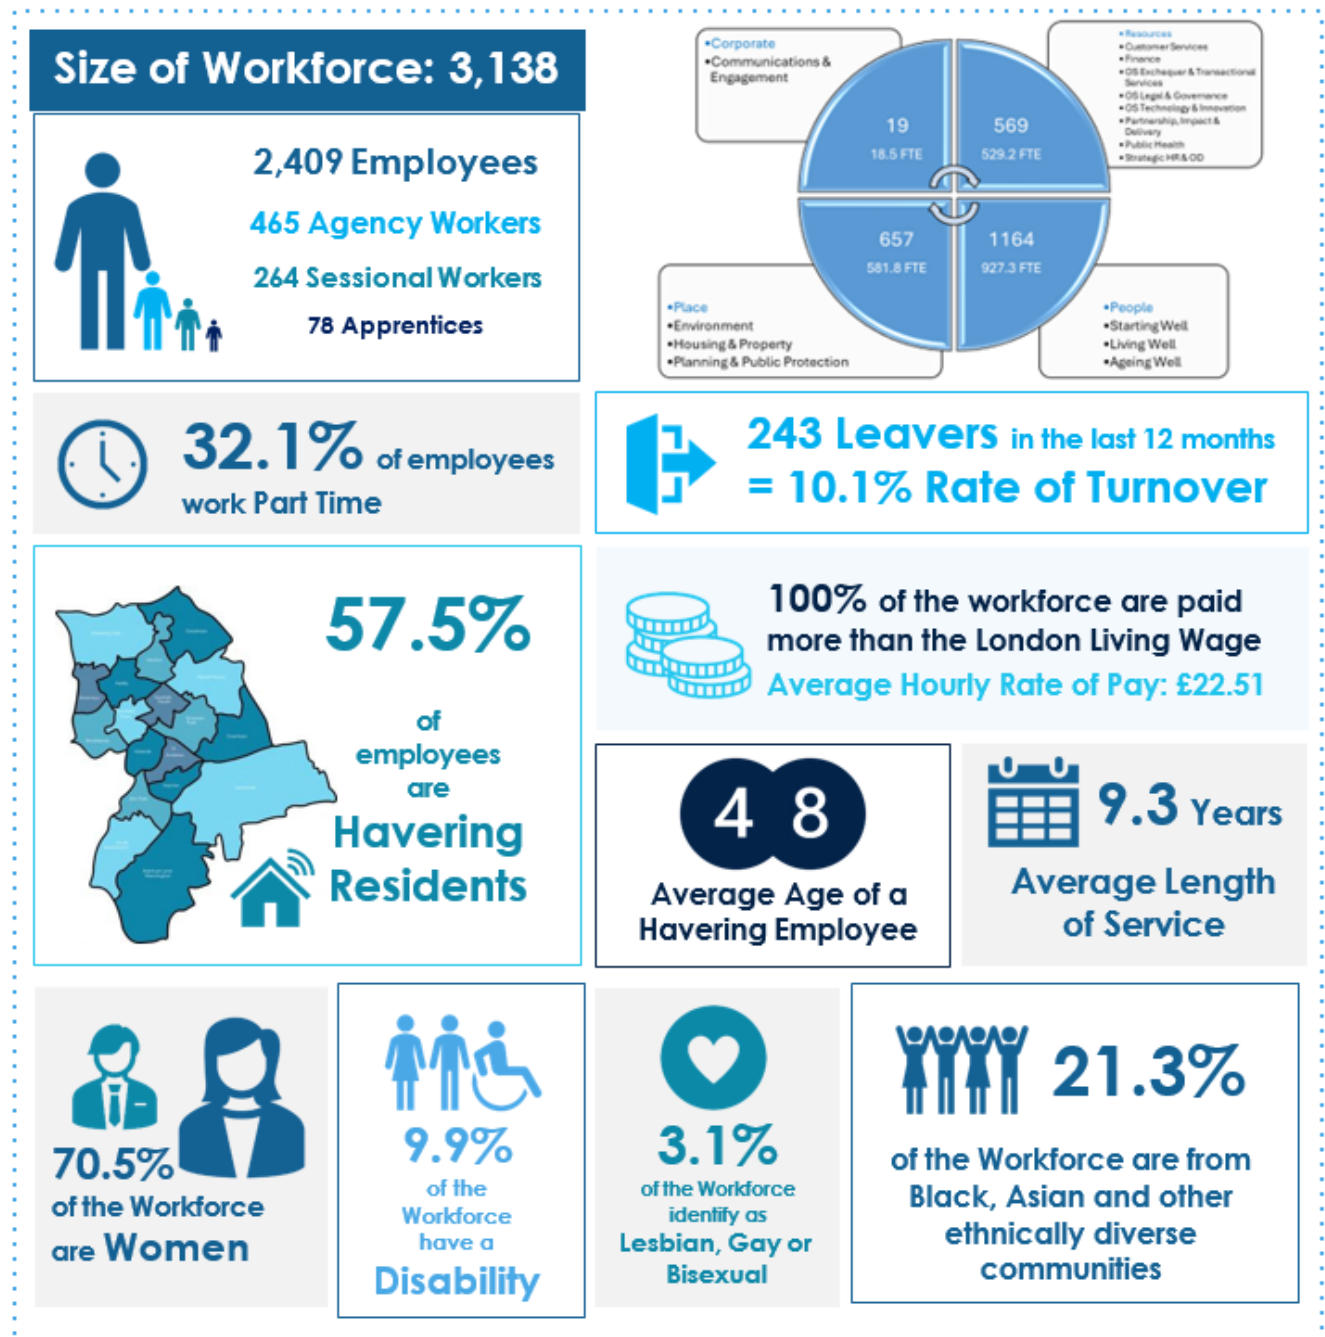 Size of Workforce: 3,138
2,409 Employees
465 Agency Workers
264 Sessional Workers
78 Apprentices
•Corporate
•Communications &
Engagement
•Resources
•Customer Services
•Finance
•OS Exchequer & Transactional
Services
•OS Legal & Governance
•OS Technology & Innovation
•Partnership, Impact &
Delivery
•Public Health
•Strategic HR & OD
19
18.5 FTE
569
529.2 FTE
657
581.8 FTE
1164
927.3 FTE
•Place
•Environment
•Housing & Property
•Planning & Public Protection
•People
•Starting Well
•Living Well
•Ageing Well
32.1% of employees
work Part Time
243 Leavers in the last 12 months
= 10.1% Rate of Turnover
57.5%
of
employees
are
Havering
Residents
100% of the workforce are paid
more than the London Living Wage
Average Hourly Rate of Pay: £22.51
4 8
Average Age of a
Havering Employee
9.3 Years
Average Length
of Service
70.5%
of the Workforce
are Women
9.9%
of the
Workforce
have a
Disability
3.1%
of the Workforce
identify as
Lesbian, Gay or
Bisexual
21.3%
of the Workforce are from
Black, Asian and other
ethnically diverse
communities